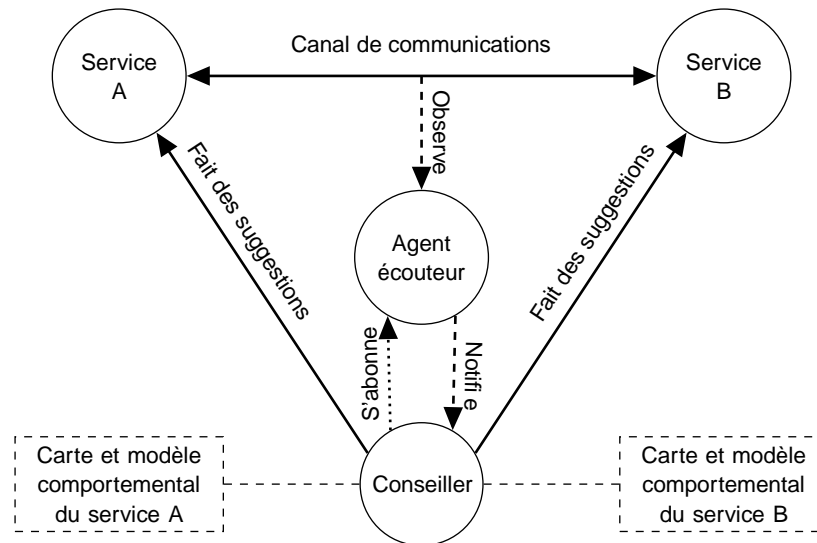 Canal de communications
Service
A
Service
B
Observe
Fait des suggestions
Fait des suggestions
Agent
écouteur
S'abonne
Notifi e
Carte et modèle
comportemental
du service A
Conseiller
Carte et modèle
comportemental
du service B